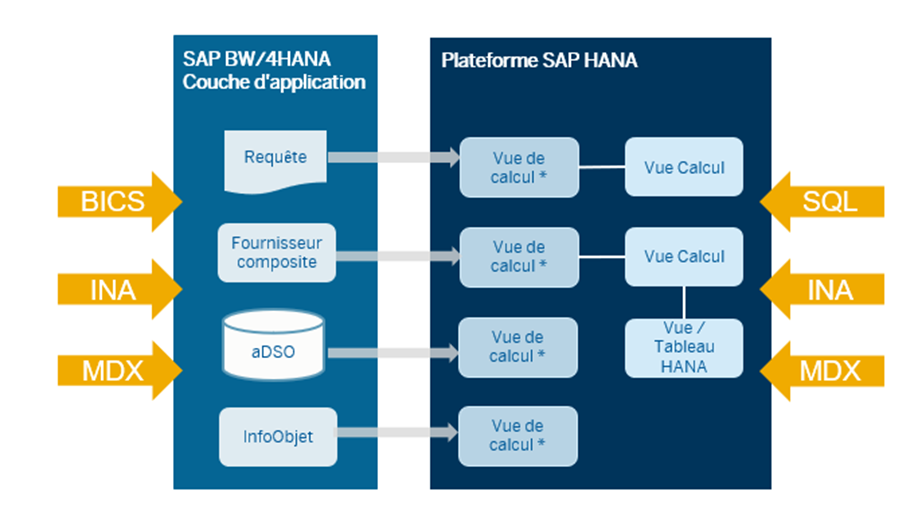 SAP BW/4HANA
Couche d'application
Plateforme SAP HANA
Requête
Vue de
calcul *
Vue Calcul
BICS
SQL
Fournisseur
composite
Vue de
calcul *
Vue Calcul
INA
INA
aDSO
Vue de
calcul *
Vue /
Tableau
HANA
MDX
MDX
InfoObjet
Vue de
calcul *